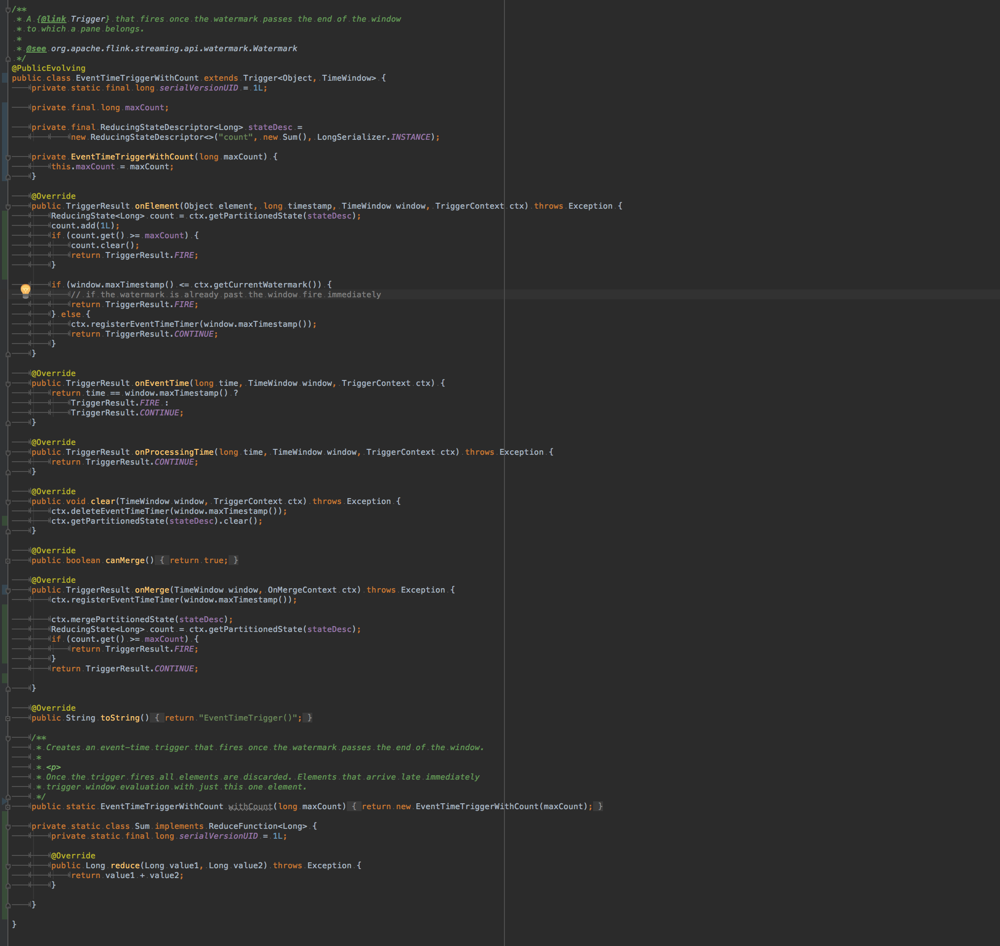 /**
 * A {@link Trigger} that fires once the watermark passes the end of the window
 * to which a pane belongs.
 *
 * @see org.apache.flink.streaming.api.watermark.Watermark
 */
@PublicEvolving
public class EventTimeTriggerWithCount extends Trigger<Object, TimeWindow> {
    private static final long serialVersionUID = 1L;

    private final long maxCount;

    private final ReducingStateDescriptor<Long> stateDesc =
            new ReducingStateDescriptor<>("count", new Sum(), LongSerializer.INSTANCE);

    private EventTimeTriggerWithCount(long maxCount) {
        this.maxCount = maxCount;
    }

    @Override
    public TriggerResult onElement(Object element, long timestamp, TimeWindow window, TriggerContext ctx) throws Exception {
        ReducingState<Long> count = ctx.getPartitionedState(stateDesc);
        count.add(1L);
        if (count.get() >= maxCount) {
            count.clear();
            return TriggerResult.FIRE;
        }

        if (window.maxTimestamp() <= ctx.getCurrentWatermark()) {
            // if the watermark is already past the window fire immediately
            return TriggerResult.FIRE;
        } else {
            ctx.registerEventTimeTimer(window.maxTimestamp());
            return TriggerResult.CONTINUE;
        }
    }

    @Override
    public TriggerResult onEventTime(long time, TimeWindow window, TriggerContext ctx) {
        return time == window.maxTimestamp() ?
            TriggerResult.FIRE :
            TriggerResult.CONTINUE;
    }

    @Override
    public TriggerResult onProcessingTime(long time, TimeWindow window, TriggerContext ctx) throws Exception {
        return TriggerResult.CONTINUE;
    }

    @Override
    public void clear(TimeWindow window, TriggerContext ctx) throws Exception {
        ctx.deleteEventTimeTimer(window.maxTimestamp());
        ctx.getPartitionedState(stateDesc).clear();
    }

    @Override
    public boolean canMerge() { return true; }

    @Override
    public TriggerResult onMerge(TimeWindow window, OnMergeContext ctx) throws Exception {
        ctx.registerEventTimeTimer(window.maxTimestamp());

        ctx.mergePartitionedState(stateDesc);
        ReducingState<Long> count = ctx.getPartitionedState(stateDesc);
        if (count.get() >= maxCount) {
            return TriggerResult.FIRE;
        }
        return TriggerResult.CONTINUE;

    }

    @Override
    public String toString() { return "EventTimeTrigger()"; }

    /**
     * Creates an event-time trigger that fires once the watermark passes the end of the window.
     *
     * <p>
     * Once the trigger fires all elements are discarded. Elements that arrive late immediately
     * trigger window evaluation with just this one element.
     */
    public static EventTimeTriggerWithCount withCount(long maxCount) { return new EventTimeTriggerWithCount(maxCount); }

    private static class Sum implements ReduceFunction<Long> {
        private static final long serialVersionUID = 1L;

        @Override
        public Long reduce(Long value1, Long value2) throws Exception {
            return value1 + value2;
        }

    }

}